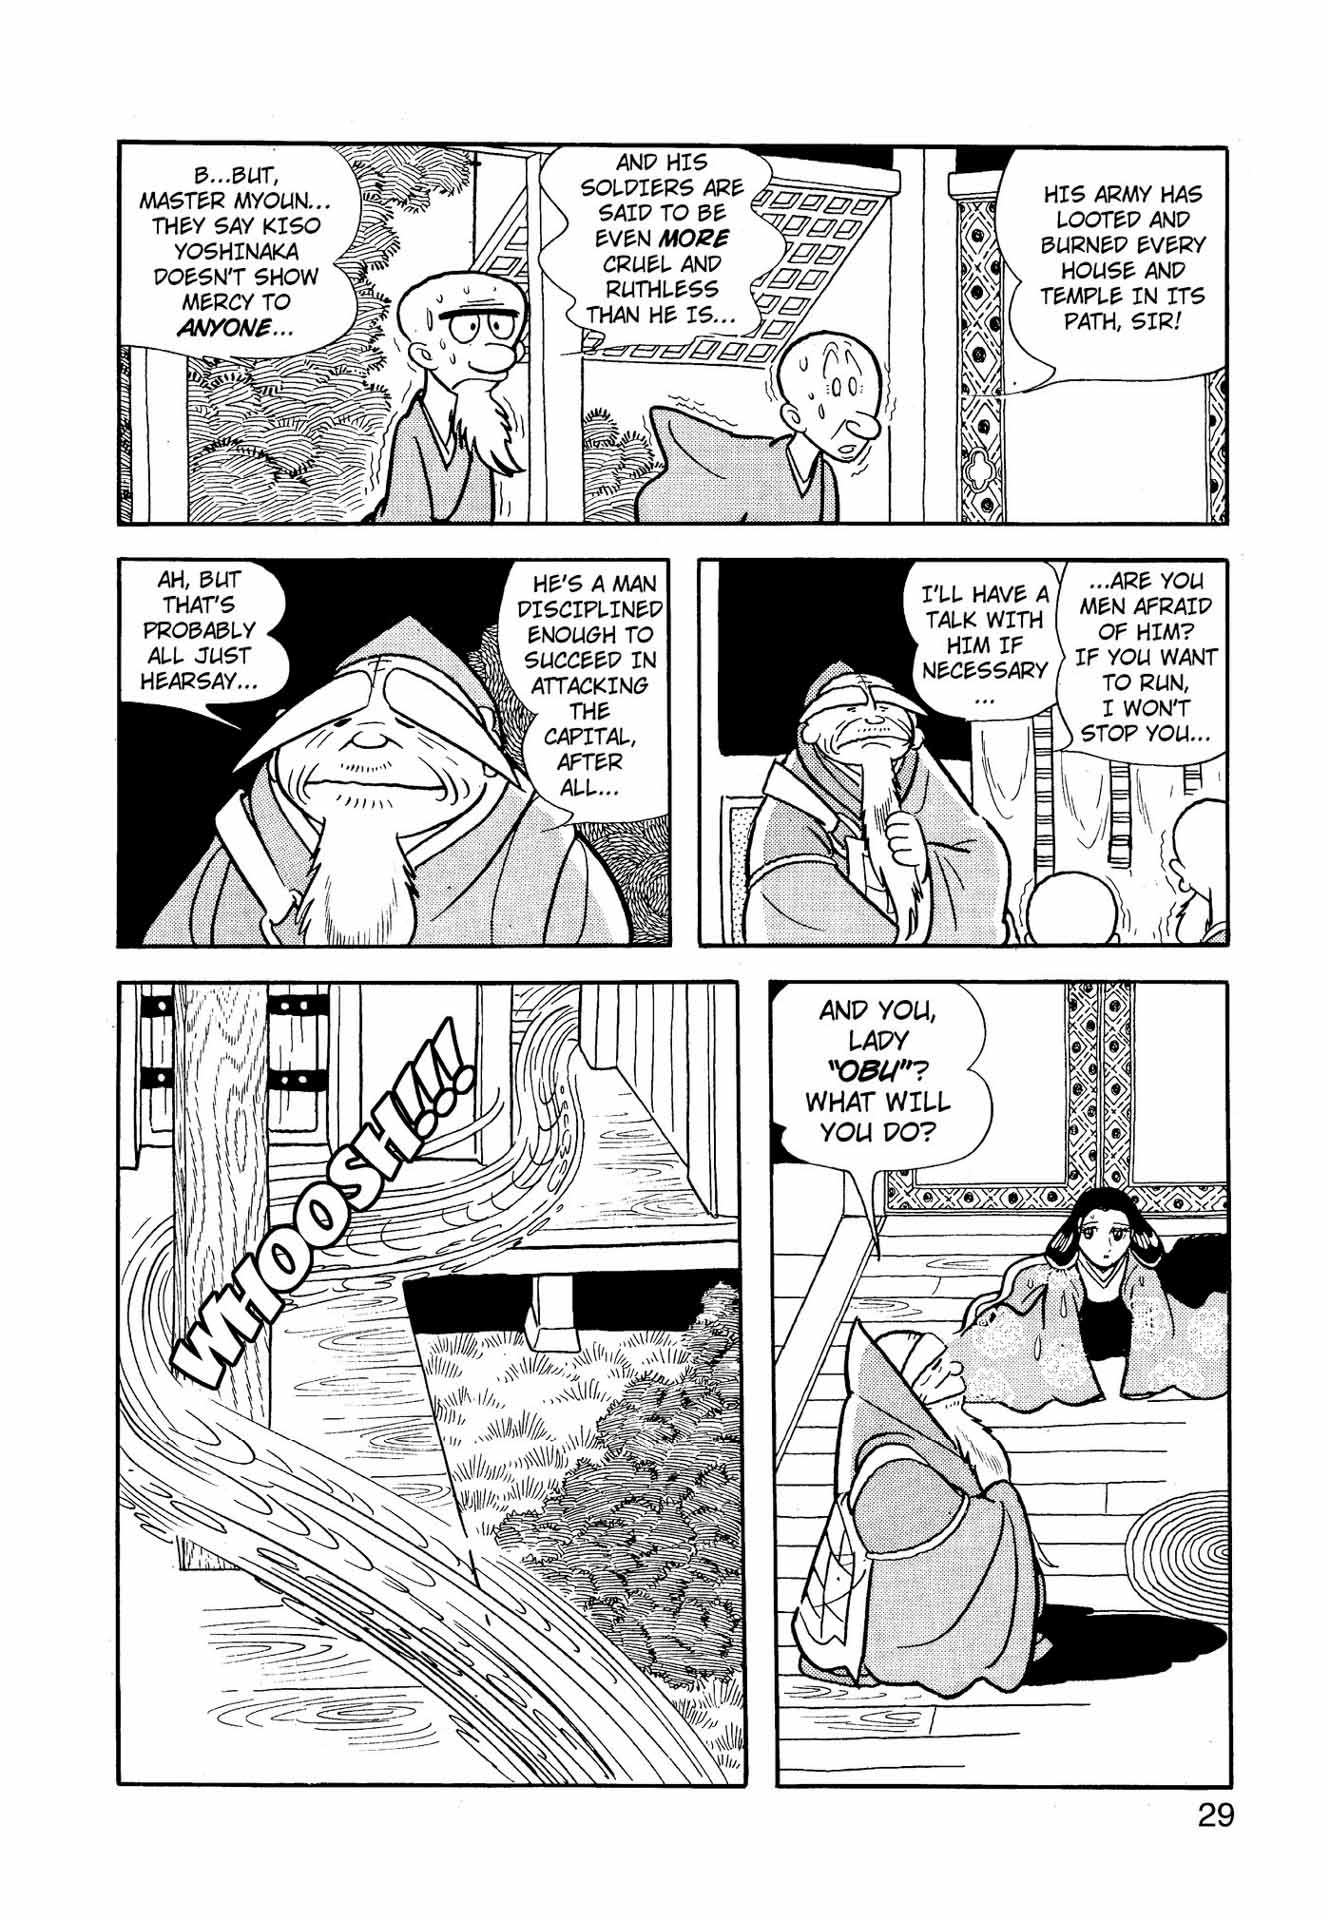 B...BUT,
MASTER MYOUN...
THEY SAY KISO
YOSHINAKA
DOESN'T SHOW
MERCY TO
ANYONE...
AND HIS
SOLDIERS ARE
SAID TO BE
EVEN MORE
CRUEL AND
RUTHLESS
THAN HE IS...
HIS ARMY HAS
LOOTED AND
BURNED EVERY
HOUSE AND
TEMPLE IN ITS
PATH, SIR!
AH, BUT
THAT'S
PROBABLY
ALL JUST
HEARSAY...
HE'S A MAN
DISCIPLINED
ENOUGH TO
SUCCEED IN
ATTACKING
THE
CAPITAL,
AFTER
ALL...
I'LL HAVE A
TALK WITH
HIM IF
NECESSARY
...
...ARE YOU
MEN AFRAID
OF HIM?
IF YOU WANT
TO RUN,
I WON'T
STOP YOU...
WHOOSH!!!
AND YOU,
LADY
"OBU"?
WHAT WILL
YOU DO?
29